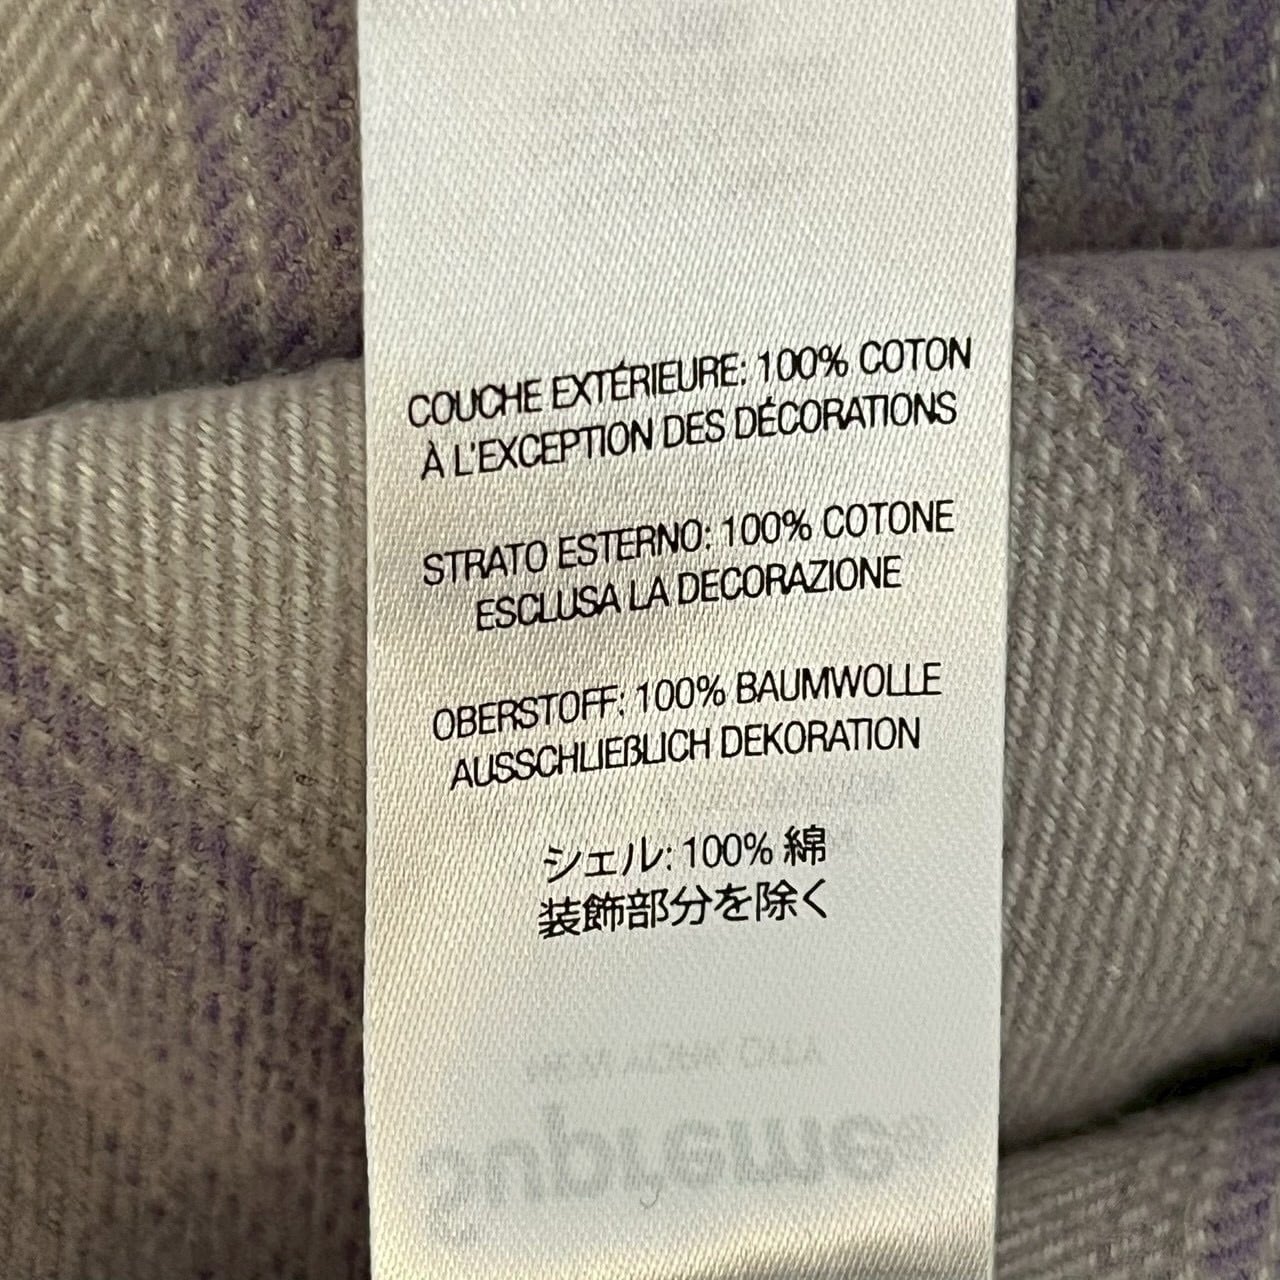 COUCHE EXTÉRIEURE: 100% COTON
À L'EXCEPTION DES DÉCORATIONS
STRATO ESTERNO: 100% COTONE
ESCLUSA LA DECORAZIONE
OBERSTOFF: 100% BAUMWOLLE
AUSSCHLIEßLICH DEKORATION
シェル: 100% 綿
装飾部分を除く